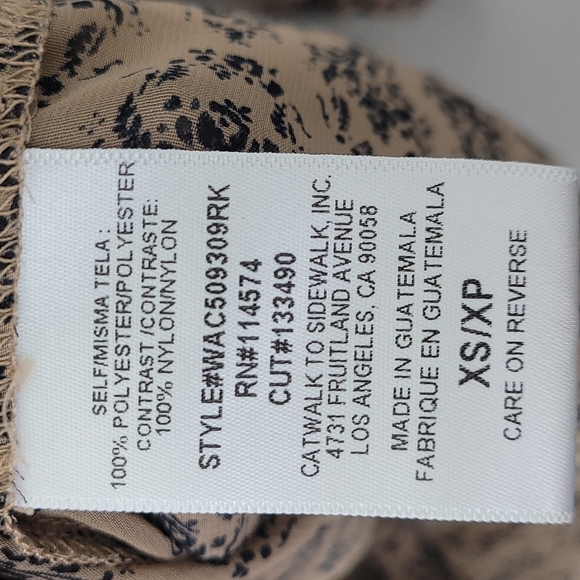 SELF/MISMA TELA :
100% POLYESTER/POLYESTER
CONTRAST /CONTRASTE:
100% NYLON/NYLON
STYLE#WAC509309RK
RN#114574
CUT#133490
CATWALK TO SIDEWALK, INC.
4731 FRUITLAND AVENUE
LOS ANGELES, CA 90058
MADE IN GUATEMALA
FABRIQUE EN GUATEMALA
XS/XP
CARE ON REVERSE